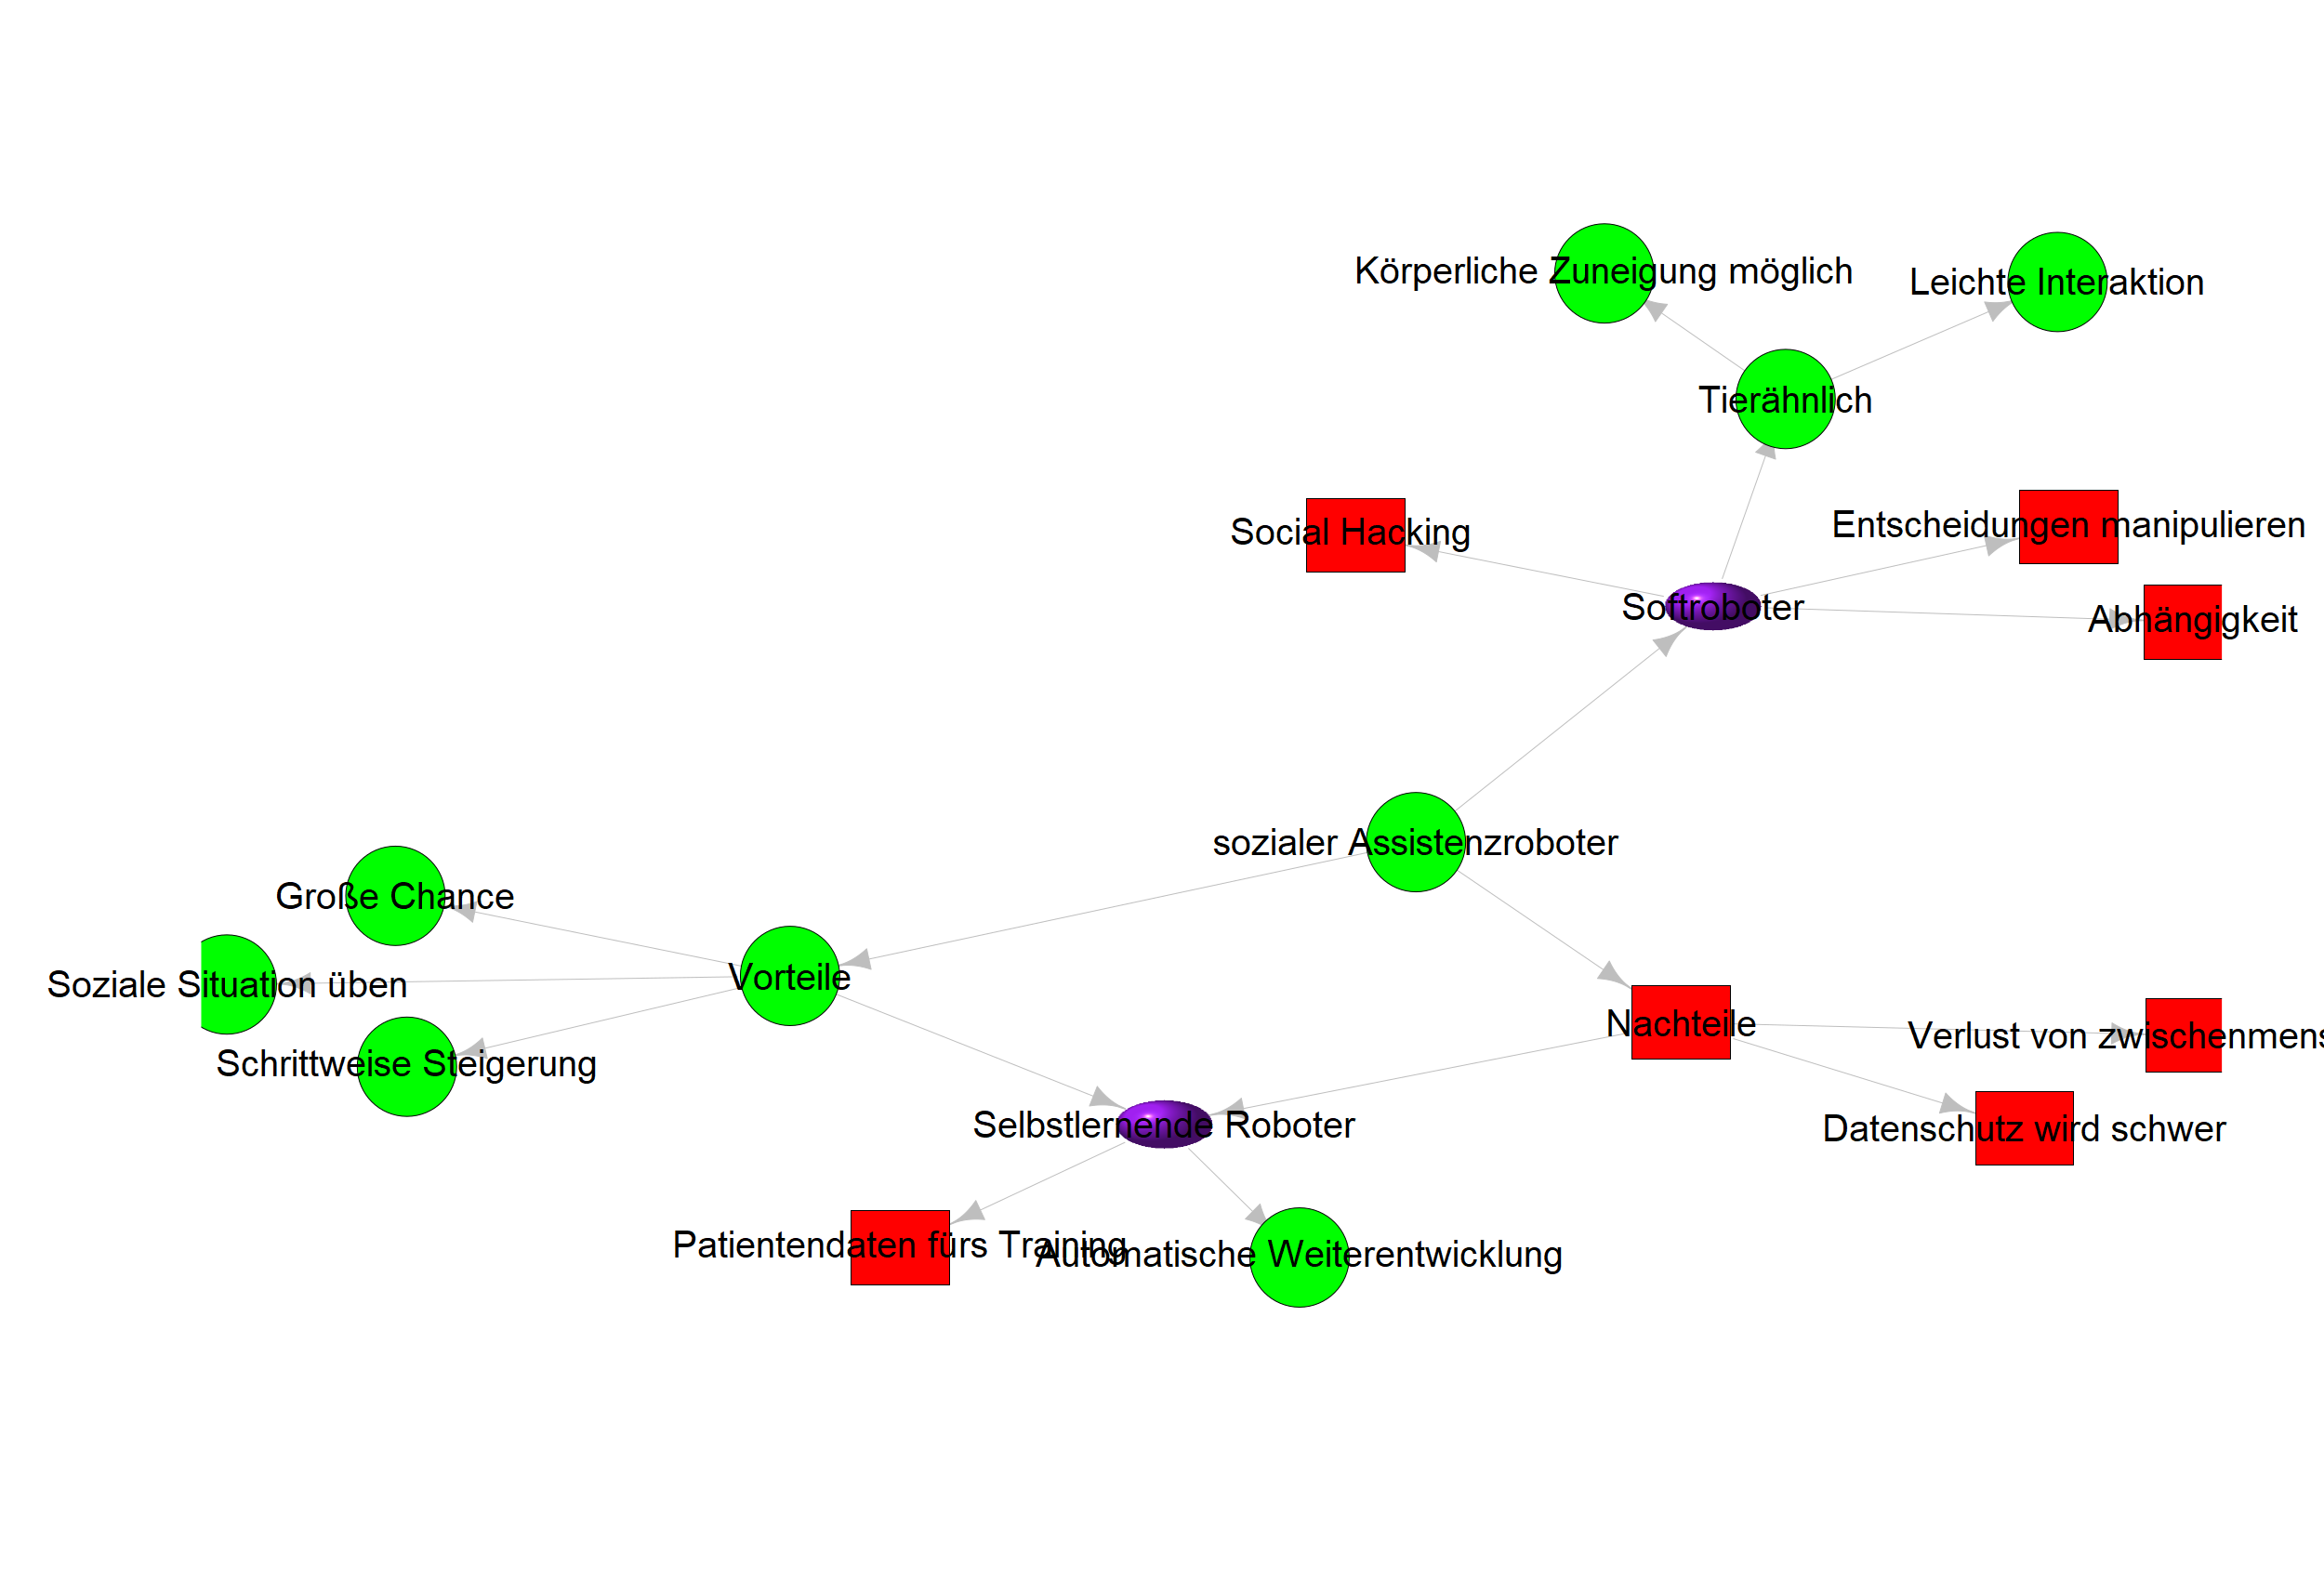 Körperliche Zuneigung möglich
Leichte Interaktion
Tierähnlich
Social Hacking
Entscheidungen manipulieren
Softroboter
Abhängigkeit
sozialer Assistenzroboter
Große Chance
Vorteile
Soziale Situation üben
Nachteile
Verlust von zwischenmens
Schrittweise Steigerung
Selbstlernende Roboter
Datenschutz wird schwer
Patientendaten fürs Training
Automatische Weiterentwicklung